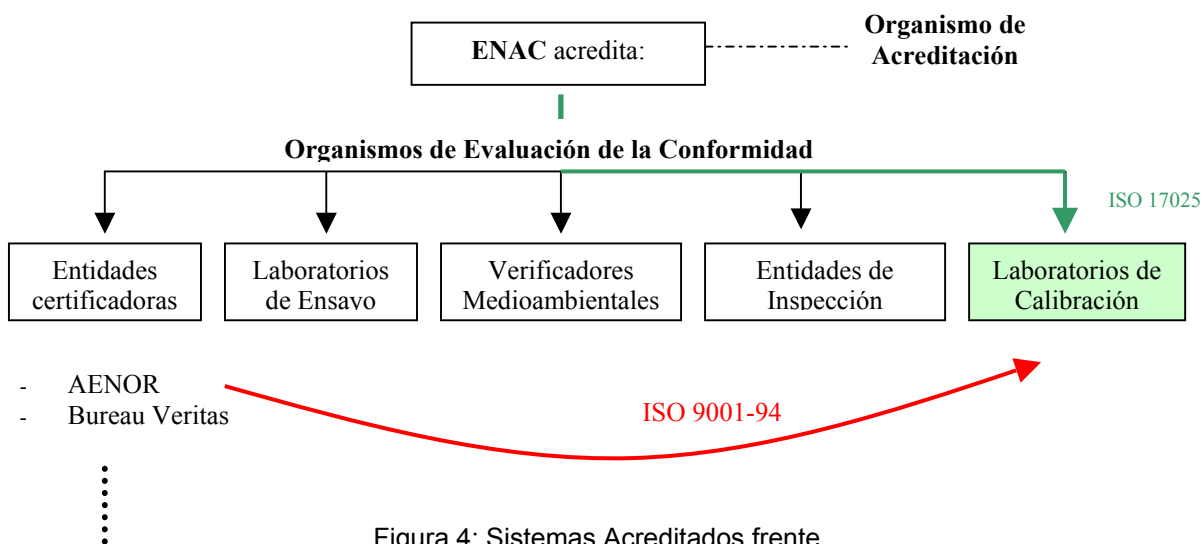 ENAC acredita:
Organismo de
Acreditación
Organismos de Evaluación de la Conformidad
ISO 17025
Entidades
certificadoras
Laboratorios
de Ensayo
Verificadores
Medioambientales
Entidades de
Inspección
Laboratorios de
Calibración
- AENOR
- Bureau Veritas
ISO 9001-94
Figura 4: Sistemas Acreditados frente